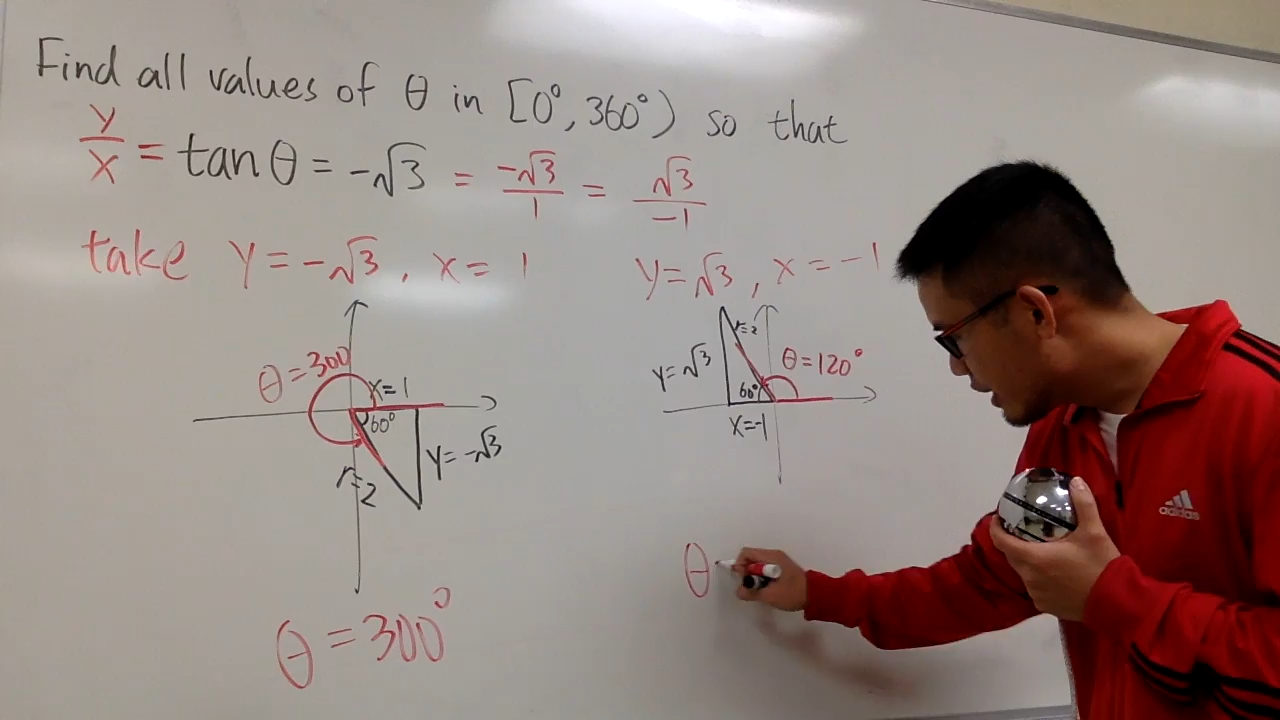 Find all values of θ in [0°, 360°) so that
y/x = tan θ = -√3 = -√3/1 = √3/-1
take y = -√3, x = 1
y = √3, x = -1
θ = 300
x = 1
60°
y = -√3
r = 2
r = 2
y = √3
θ = 120°
60°
x = -1
θ = 300°
θ
adidas